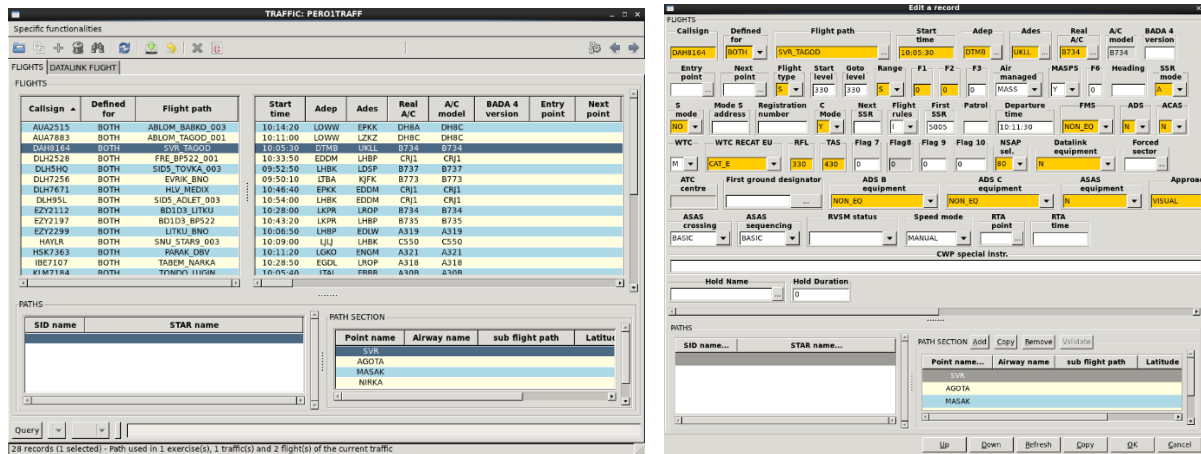 TRAFFIC: PERO1TRAFF
Specific functionalities
FLIGHTS DATALINK FLIGHT
FLIGHTS
Callsign Defined for Flight path Start time Adep Ades Real A/C A/C model BADA 4 version Entry point Next point
AUA2515 BOTH ABLOM_BABKO_003 10:14:20 LOWW EPKK DH8A DH8C
AUA7883 BOTH ABLOM_TAGOD_001 10:11:00 LOWW LZKZ DH8C DH8C
DAH8164 BOTH SVR_TAGOD 10:05:30 DTMB UKLL B734 B734
DLH2528 BOTH FRE_BP522_001 10:33:50 EDDM LHBP CRJ1 CRJ1
DLH5HQ BOTH SID5_TOVKA_003 09:52:50 LHBK LDSP B737 B737
DLH7256 BOTH EVRIK_BNO 09:50:10 LTBA KJFK B773 B773
DLH7671 BOTH HLV_MEDIX 10:46:40 EPKK EDDM CRJ1 CRJ1
DLH95L BOTH SID5_ADLET_003 10:54:00 LHBK EDDM CRJ1 CRJ1
EZY2112 BOTH BD1D3_LITKU 10:28:00 LKPR LROP B734 B734
EZY2197 BOTH BD1D3_BP522 10:43:20 LKPR LHBP B735 B735
EZY2299 BOTH LITKU_BNO 10:06:50 LHBP EDLW A319 A319
HAYLR BOTH SNU_STAR9_003 10:09:00 LJLJ LHBK C550 C550
HSK7363 BOTH PARAK_DBV 10:11:20 LGKO ENGM A321 A321
IBE7107 BOTH TABEM_NARKA 10:28:50 EGDL LROP A318 A318
KLM7184 BOTH TONDO_LUGIN 10:05:40 LTAI EBBR A30B A30B
PATHS
SID name STAR name
PATH SECTION
Point name Airway name sub flight path Latitud
SVR
AGOTA
MASAK
NIRKA
Query
28 records (1 selected) - Path used in 1 exercise(s), 1 traffic(s) and 2 flight(s) of the current traffic
Edit a record
FLIGHTS
Callsign Defined for Flight path Start time Adep Ades Real A/C A/C model BADA 4 version
DAH8164 BOTH SVR_TAGOD 10:05:30 DTMB ... UKLL ... B734 ... B734
Entry point Next point Flight type Start level Goto level Range F1 F2 F3 Air managed MASPS F6 Heading SSR mode
... ... S 330 330 S 0 0 0 MASS Y 0 A
S mode Mode S address Registration number C Mode Next SSR Flight rules First SSR Patrol Departure time FMS ADS ACAS
NO Y I 5005 10:11:30 NON_EQ N N
WTC WTC RECAT EU RFL TAS Flag 7 Flag8 Flag 9 Flag 10 NSAP sel. Datalink equipment Forced sector
M CAT_E 330 430 0 0 0 80 N ...
ATC centre First ground designator ADS B equipment ADS C equipment ASAS equipment Approac
... NON_EQ NON_EQ N VISUAL
ASAS crossing ASAS sequencing RVSM status Speed mode RTA point RTA time
BASIC BASIC MANUAL ...
CWP special instr.
Hold Name Hold Duration
... 0
PATHS
SID name... STAR name...
PATH SECTION Add Copy Remove Validate
Point name... Airway name sub flight path Latitude
SVR
AGOTA
MASAK
Up Down Refresh Copy OK Cancel